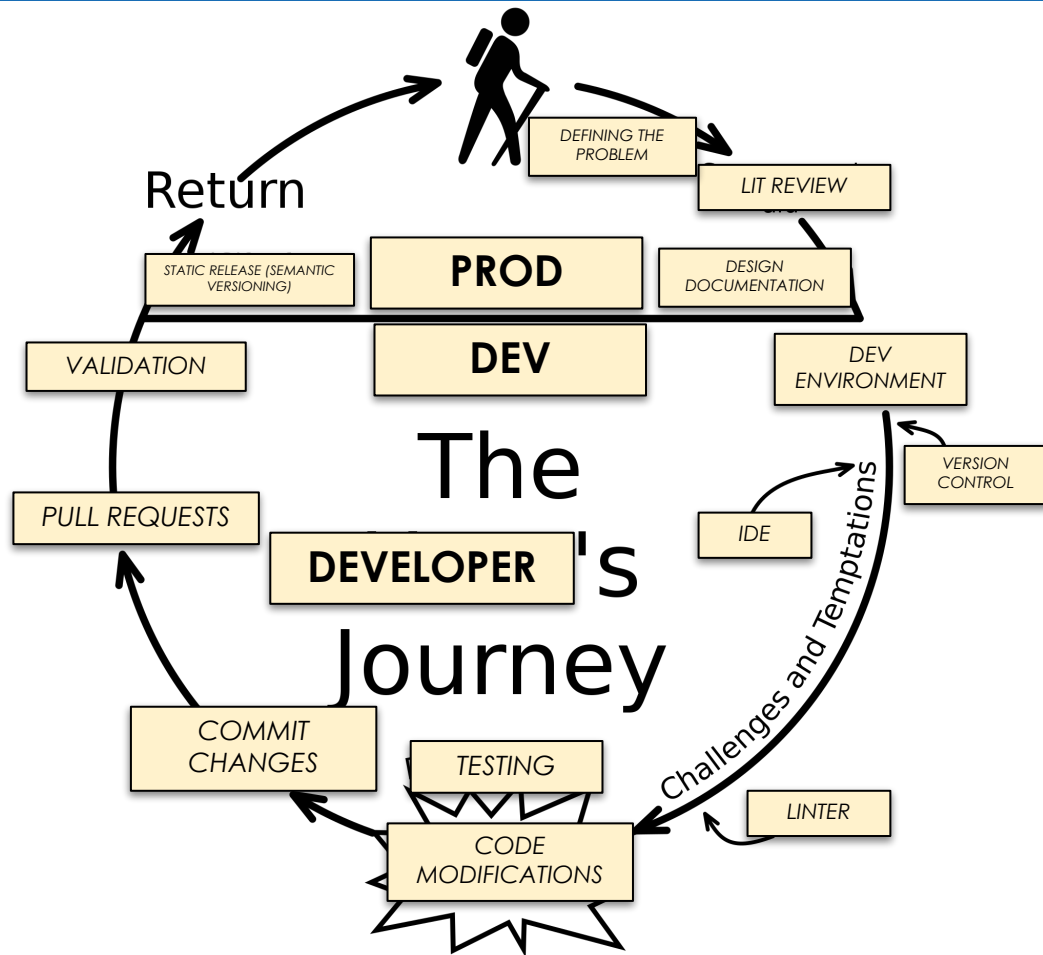 DEFINING THE
PROBLEM
LIT REVIEW
Return
STATIC RELEASE (SEMANTIC
VERSIONING)
PROD
DESIGN
DOCUMENTATION
DEV
VALIDATION
DEV
ENVIRONMENT
The
VERSION
CONTROL
PULL REQUESTS
IDE
DEVELOPER 's
Challenges and Temptations
Journey
COMMIT
CHANGES
TESTING
LINTER
CODE
MODIFICATIONS